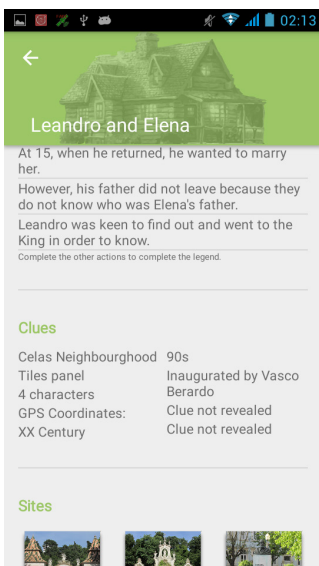 02:13
Leandro and Elena
At 15, when he returned, he wanted to marry
her.
However, his father did not leave because they
do not know who was Elena's father.
Leandro was keen to find out and went to the
King in order to know.
Complete the other actions to complete the legend.
Clues
Celas Neighbourghood
Tiles panel
4 characters
GPS Coordinates:
XX Century
90s
Inaugurated by Vasco
Berardo
Clue not revealed
Clue not revealed
Sites